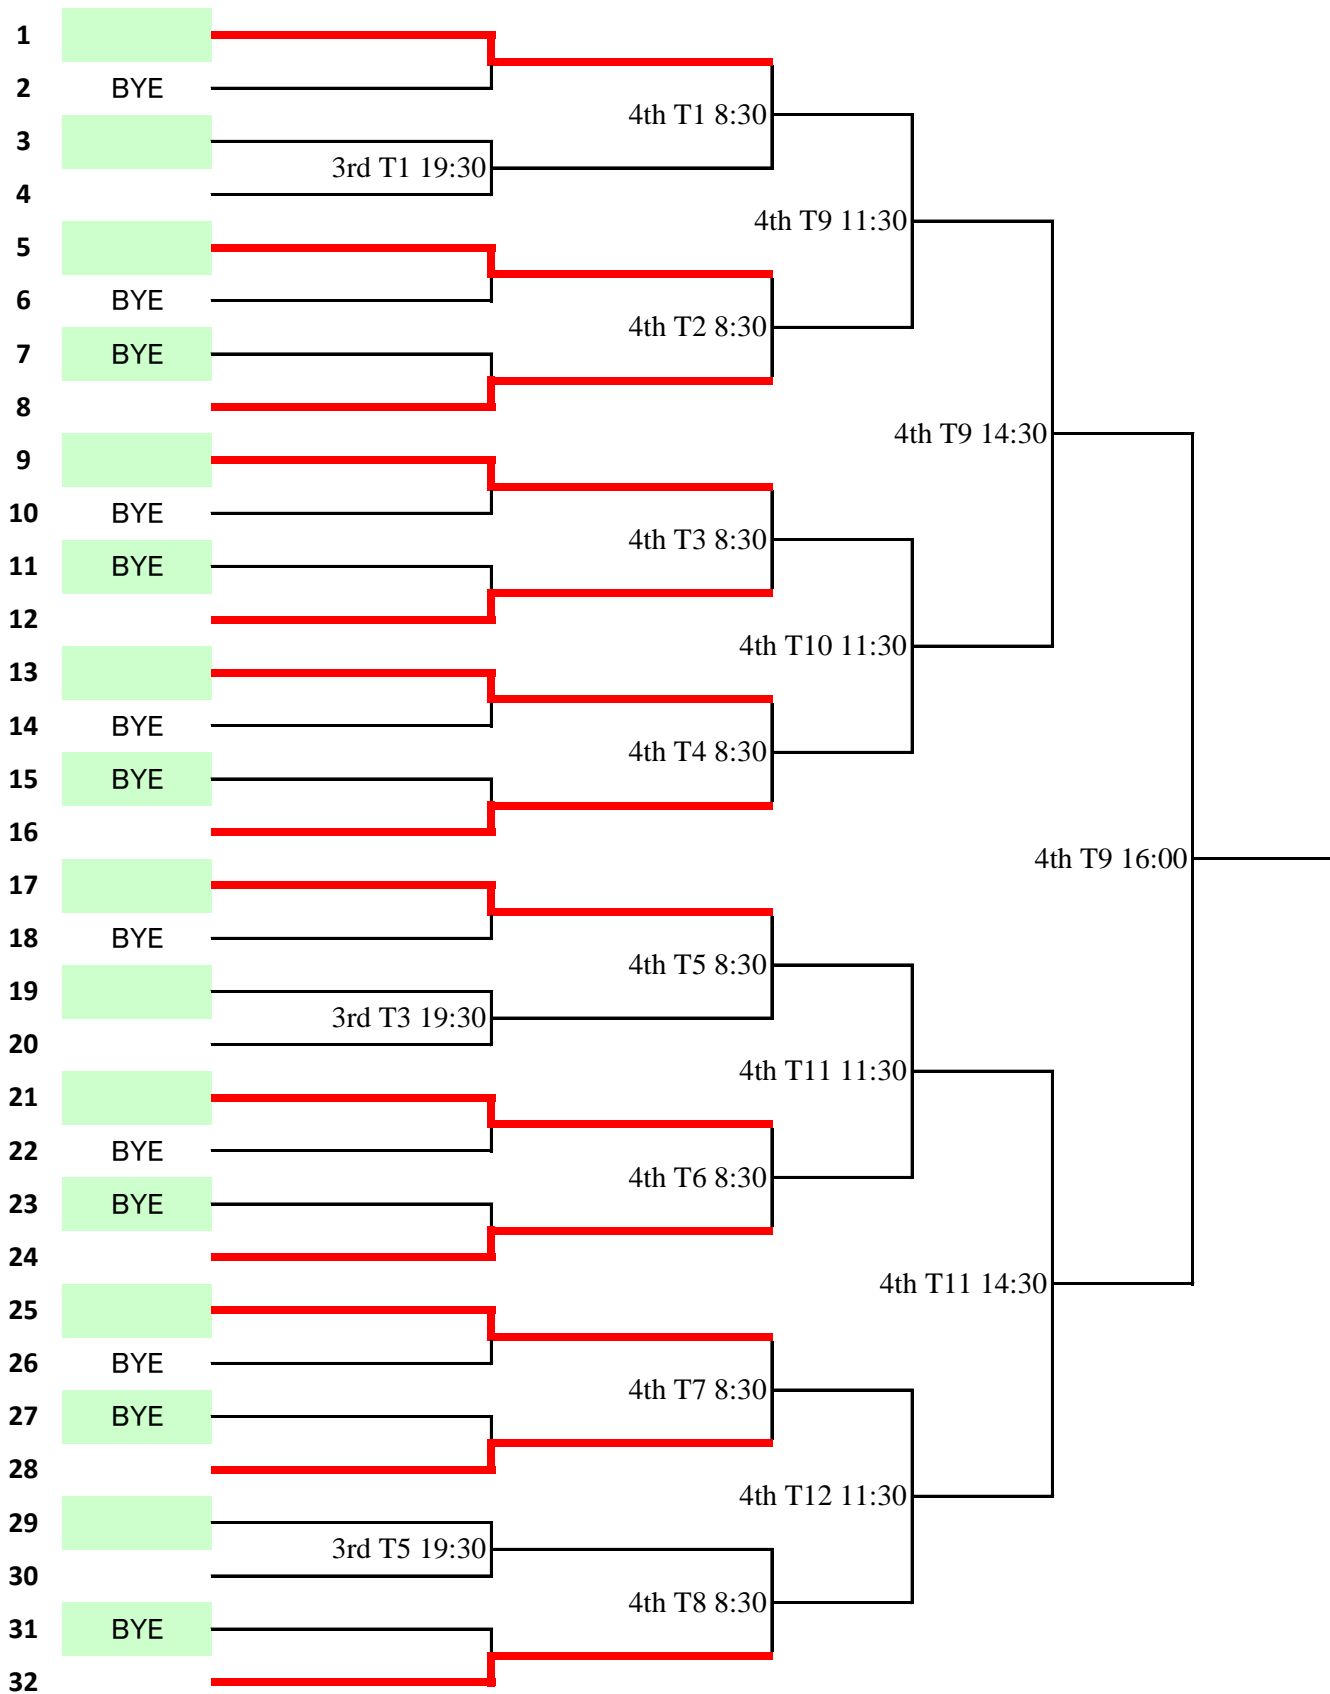 1
2 BYE
4th T1 8:30
3
3rd T1 19:30
4
4th T9 11:30
5
6 BYE
4th T2 8:30
7 BYE
8
4th T9 14:30
9
10 BYE
4th T3 8:30
11 BYE
12
4th T10 11:30
13
14 BYE
4th T4 8:30
15 BYE
16
4th T9 16:00
17
18 BYE
4th T5 8:30
19
3rd T3 19:30
20
4th T11 11:30
21
22 BYE
4th T6 8:30
23 BYE
24
4th T11 14:30
25
26 BYE
4th T7 8:30
27 BYE
28
4th T12 11:30
29
3rd T5 19:30
30
4th T8 8:30
31 BYE
32